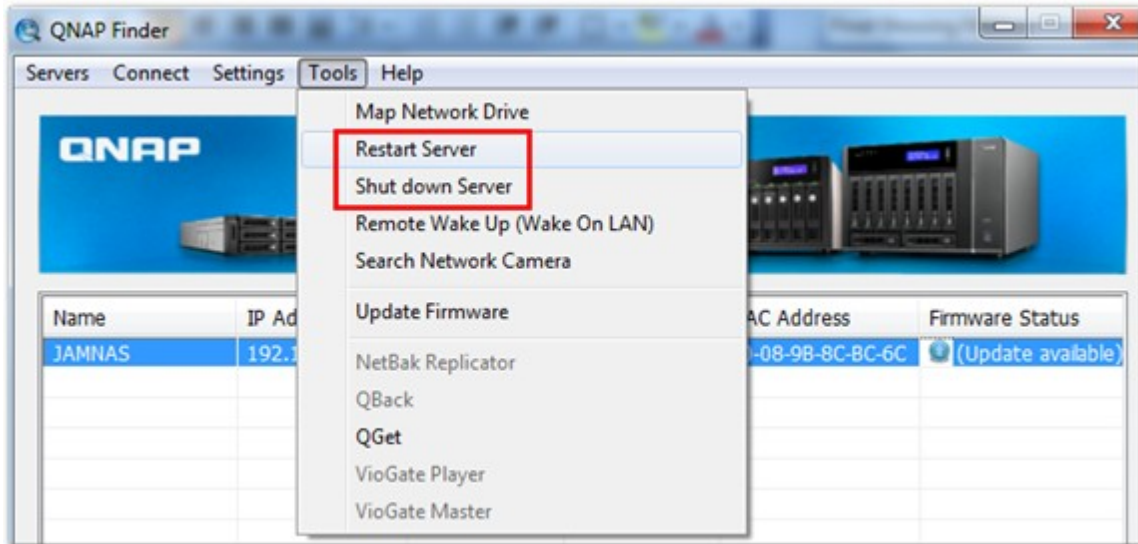 QNAP Finder
Servers Connect Settings Tools Help
Map Network Drive
QNAP
Restart Server
Shut down Server
Remote Wake Up (Wake On LAN)
Search Network Camera
Update Firmware
Name IP Ad AC Address Firmware Status
JAMNAS 192.1 -08-9B-8C-BC-6C (Update available)
NetBak Replicator
QBack
QGet
VioGate Player
VioGate Master